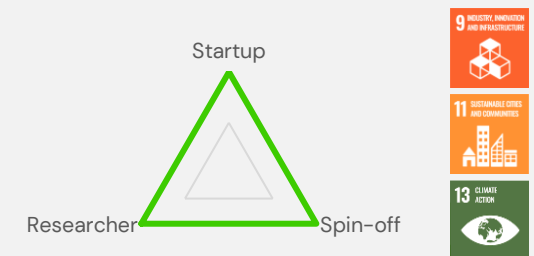 Startup
Researcher
Spin-off
9 INDUSTRY, INNOVATION
AND INFRASTRUCTURE
11 SUSTAINABLE CITIES
AND COMMUNITIES
13 CLIMATE
ACTION